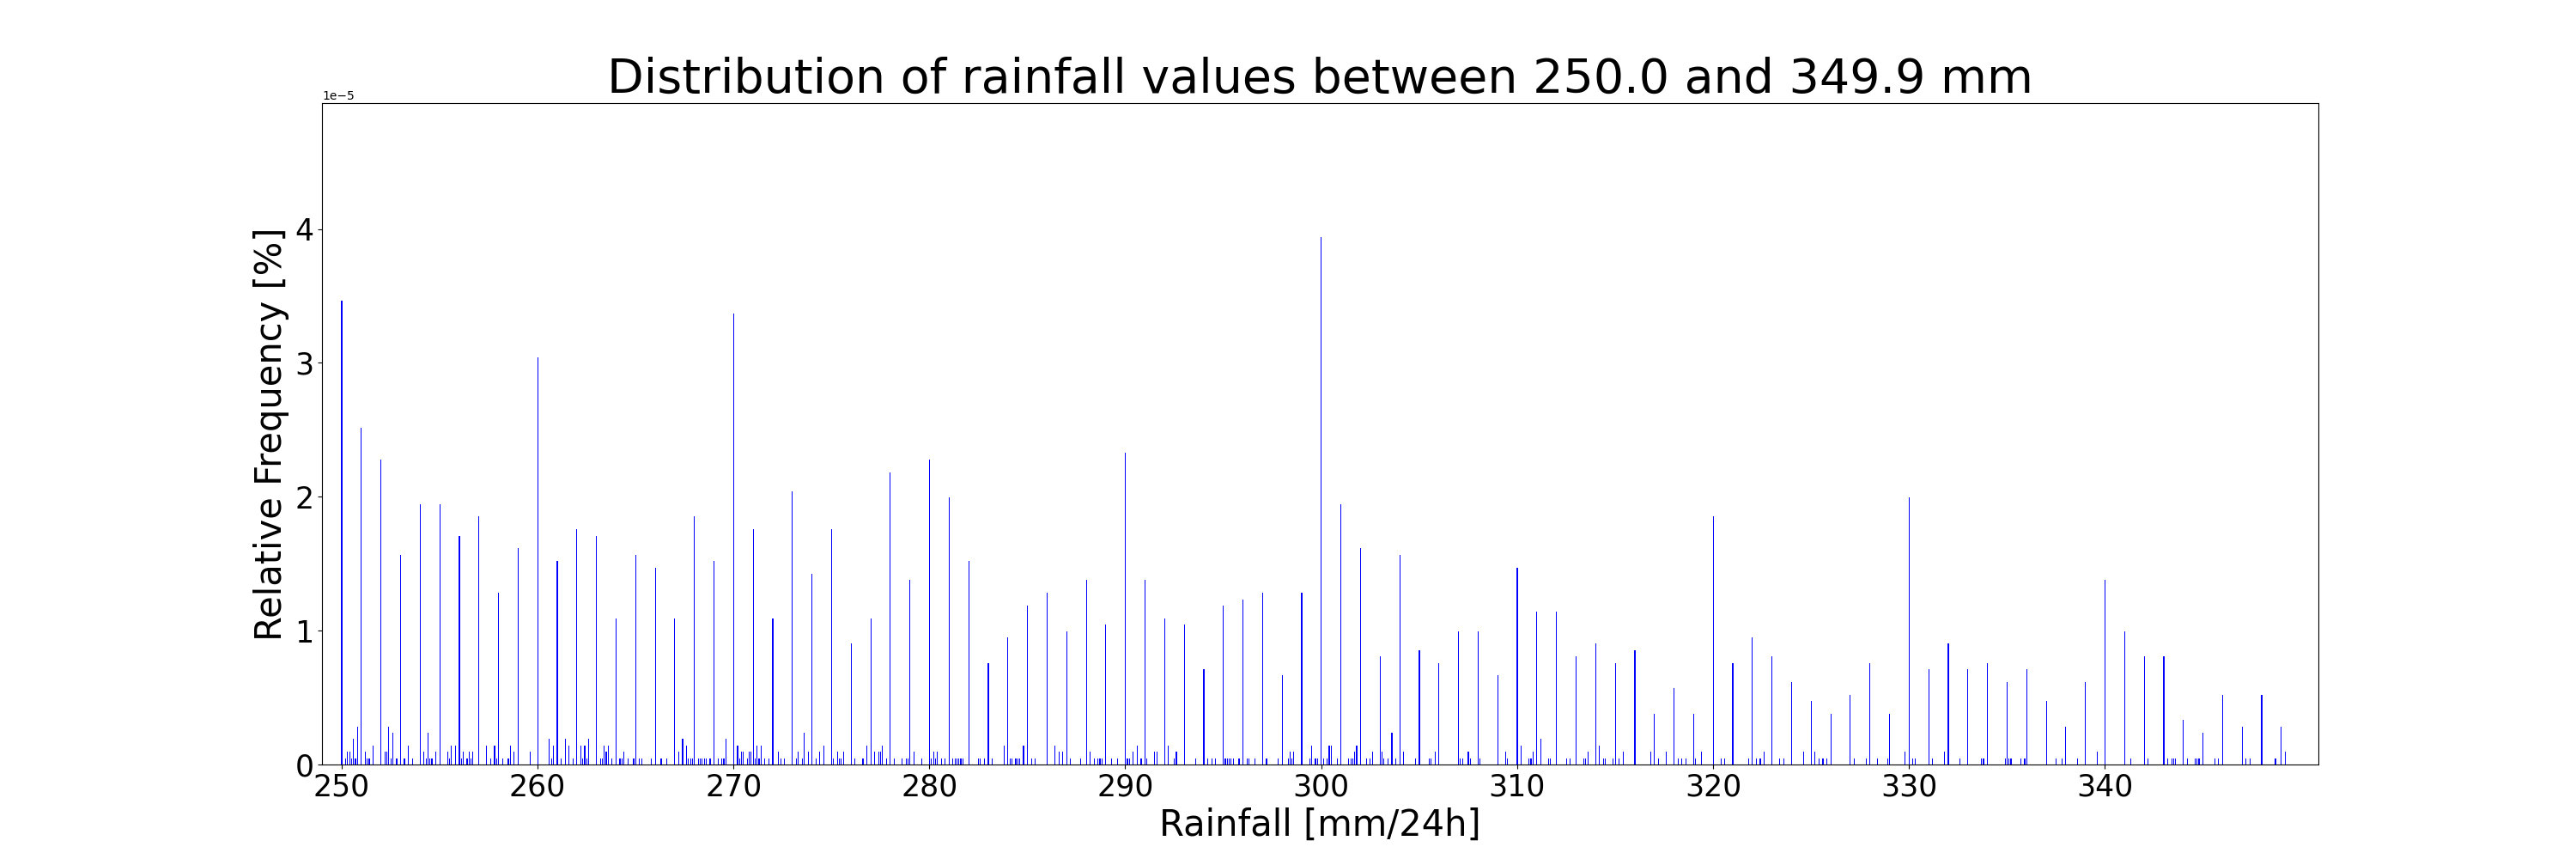 Distribution of rainfall values between 250.0 and 349.9 mm
1e−5
4
3
2
1
0
Relative Frequency [%]
250 260 270 280 290 300 310 320 330 340
Rainfall [mm/24h]